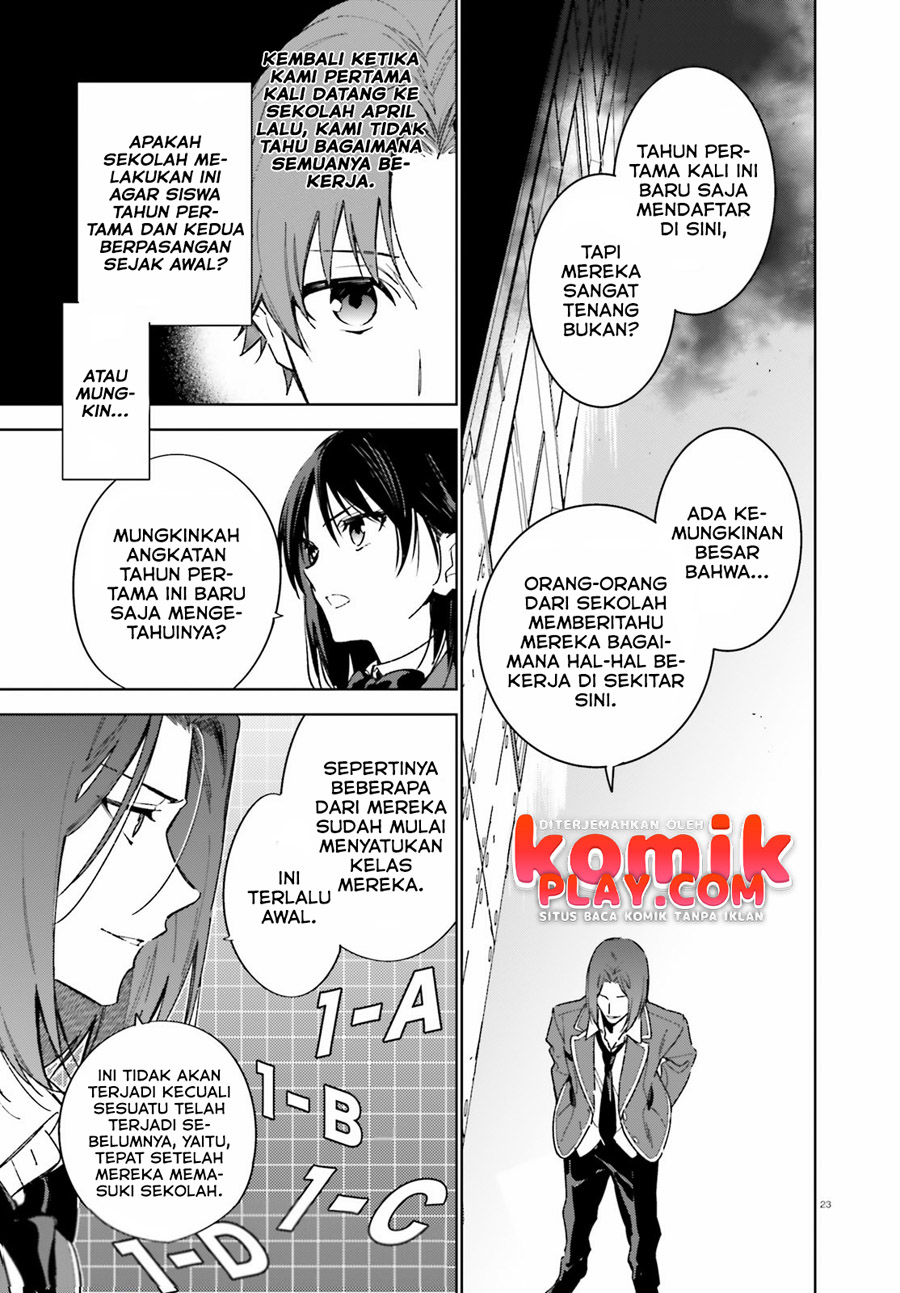 TAHUN PER-
TAMA KALI INI
BARU SAJA
MENDAFTAR
DI SINI,
TAPI
MEREKA
SANGAT
TENANG
BUKAN?
ADA KE-
MUNGKINAN
BESAR
BAHWA...
ORANG-ORANG
DARI SEKOLAH
MEMBERITAHU
MEREKA BAGAI-
MANA HAL-HAL BE-
KERJA DI SEKITAR
SINI.
DITERJEMAHKAN OLEH
komik
PLAY.COM
SITUS BACA KOMIK TANPA IKLAN
KEMBALI KETIKA
KAMI PERTAMA
KALI DATANG KE
SEKOLAH APRIL
LALU, KAMI TIDAK
TAHU BAGAIMANA
SEMUANYA BE-
KERJA.
APAKAH
SEKOLAH ME-
LAKUKAN INI
AGAR SISWA
TAHUN PER-
TAMA DAN KEDUA
BERPASANGAN
SEJAK AWAL?
ATAU
MUNG-
KIN...
MUNGKINKAH
ANGKATAN
TAHUN PER-
TAMA INI BARU
SAJA MENGE-
TAHUINYA?
SEPERTINYA
BEBERAPA
DARI MEREKA
SUDAH MULAI
MENYATUKAN
KELAS
MEREKA.
INI
TERLALU
AWAL.
1-A
1-B
1-C
1-D
INI TIDAK AKAN
TERJADI KECUALI
SESUATU TELAH
TERJADI SE-
BELUMNYA, YAITU,
TEPAT SETELAH
MEREKA MEMA-
SUKI SEKOLAH.
23